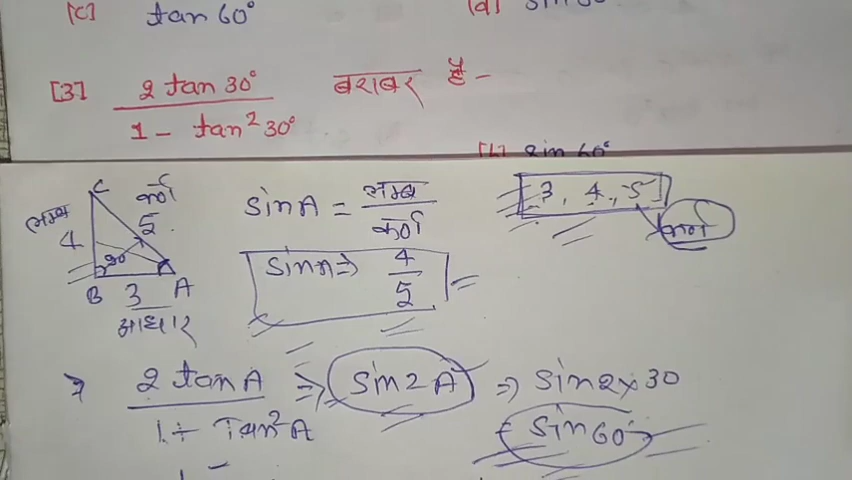 [C] tan 60°
[3] 2 tan 30° / 1 - tan² 30° बराबर है -
[b] sin 60°
C
लम्ब कर्ण
4 5
90
B 3 A
आधार
sin A = लम्ब / कर्ण
sin A ⇒ 4 / 5 =
3, 4, 5
कर्ण
⇒ 2 tan A / 1 + Tan² A ⇒ sin 2 A ⇒ sin 2 × 30
= sin 60°